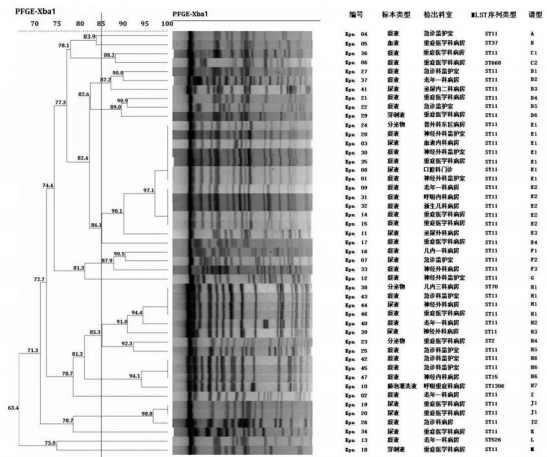 PFGE-Xba1
PFGE-Xba1
70 80 90 100
编号 标本类型 检出科室 MLST序列类型 谱型
Kpn 04 痰液 急诊监护室 ST11 A
Kpn 05 血液 重症医学科病房 ST37 B
Kpn 36 痰液 重症医学科病房 ST11 C1
Kpn 06 痰液 重症医学科病房 ST668 C2
Kpn 27 痰液 急诊科监护室 ST11 D1
Kpn 37 痰液 老年一科病房 ST11 D2
Kpn 41 尿液 泌尿内二科病房 ST11 D3
Kpn 21 痰液 重症医学科病房 ST11 D4
Kpn 22 痰液 急诊监护室 ST11 D5
Kpn 29 穿刺液 重症医学科病房 ST11 D6
Kpn 24 分泌物 普外科东区病房 ST11 E1
Kpn 28 痰液 神经外科监护室 ST11 E1
Kpn 03 尿液 血液内科病房 ST11 E1
Kpn 30 痰液 神经外科监护室 ST11 E1
Kpn 35 痰液 重症医学科病房 ST11 E1
Kpn 08 尿液 口腔科门诊 ST11 E1
Kpn 01 痰液 神经外科监护室 ST11 E1
Kpn 09 痰液 老年一科病房 ST11 E2
Kpn 31 痰液 呼吸内科病房 ST11 E2
Kpn 32 痰液 新生儿科病房 ST11 E2
Kpn 14 痰液 重症医学科病房 ST11 E2
Kpn 15 痰液 重症医学科病房 ST11 E2
Kpn 11 尿液 泌尿外科病房 ST11 E3
Kpn 17 痰液 重症医学科病房 ST11 E4
Kpn 16 痰液 儿内一科病房 ST11 F1
Kpn 07 尿液 急诊监护室 ST11 F2
Kpn 33 痰液 神经外科病房 ST11 F3
Kpn 12 痰液 神经外科监护室 ST11 G
Kpn 38 分泌物 儿内三科病房 ST70 H1
Kpn 43 痰液 急诊科监护室 ST11 H1
Kpn 44 尿液 神经外科病房 ST11 H1
Kpn 46 痰液 重症医学科病房 ST11 H1
Kpn 40 痰液 老年一科病房 ST11 H2
Kpn 39 尿液 神经外科病房 ST11 H3
Kpn 23 分泌物 重症医学科病房 ST2 H4
Kpn 25 痰液 急诊科监护室 ST11 H5
Kpn 42 痰液 急诊监护室 ST11 H6
Kpn 45 痰液 急诊监护室 ST11 H6
Kpn 47 痰液 神经内科病房 ST15 H6
Kpn 10 肺泡灌洗液 呼吸重症科病房 ST1306 H7
Kpn 02 痰液 老年一科病房 ST11 I
Kpn 19 尿液 重症医学科病房 ST11 J1
Kpn 20 尿液 重症医学科病房 ST11 J1
Kpn 26 痰液 急诊监护室 ST11 J2
Kpn 34 尿液 重症医学科病房 ST11 K
Kpn 13 痰液 老年一科病房 ST526 L
Kpn 18 穿刺液 重症医学科病房 ST11 M
83.9
78.1
88.2
90.0
87.2
77.3
82.6
90.9
89.0
82.4
74.6
97.1
90.1
86.1
90.5
87.9
81.3
72.7
94.4
91.0
85.3
92.3
71.3
81.3
94.1
78.7
63.4
98.8
78.7
75.0